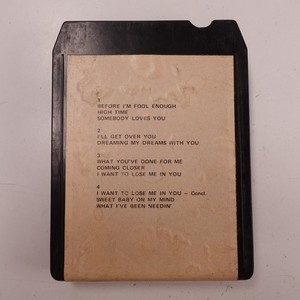 1
BEFORE I'M FOOL ENOUGH
HIGH TIME
SOMEBODY LOVES YOU
2
I'LL GET OVER YOU
DREAMING MY DREAMS WITH YOU
3
WHAT YOU'VE DONE FOR ME
COMING CLOSER
I WANT TO LOSE ME IN YOU
4
I WANT TO LOSE ME IN YOU – Concl.
SWEET BABY ON MY MIND
WHAT I'VE BEEN NEEDIN'